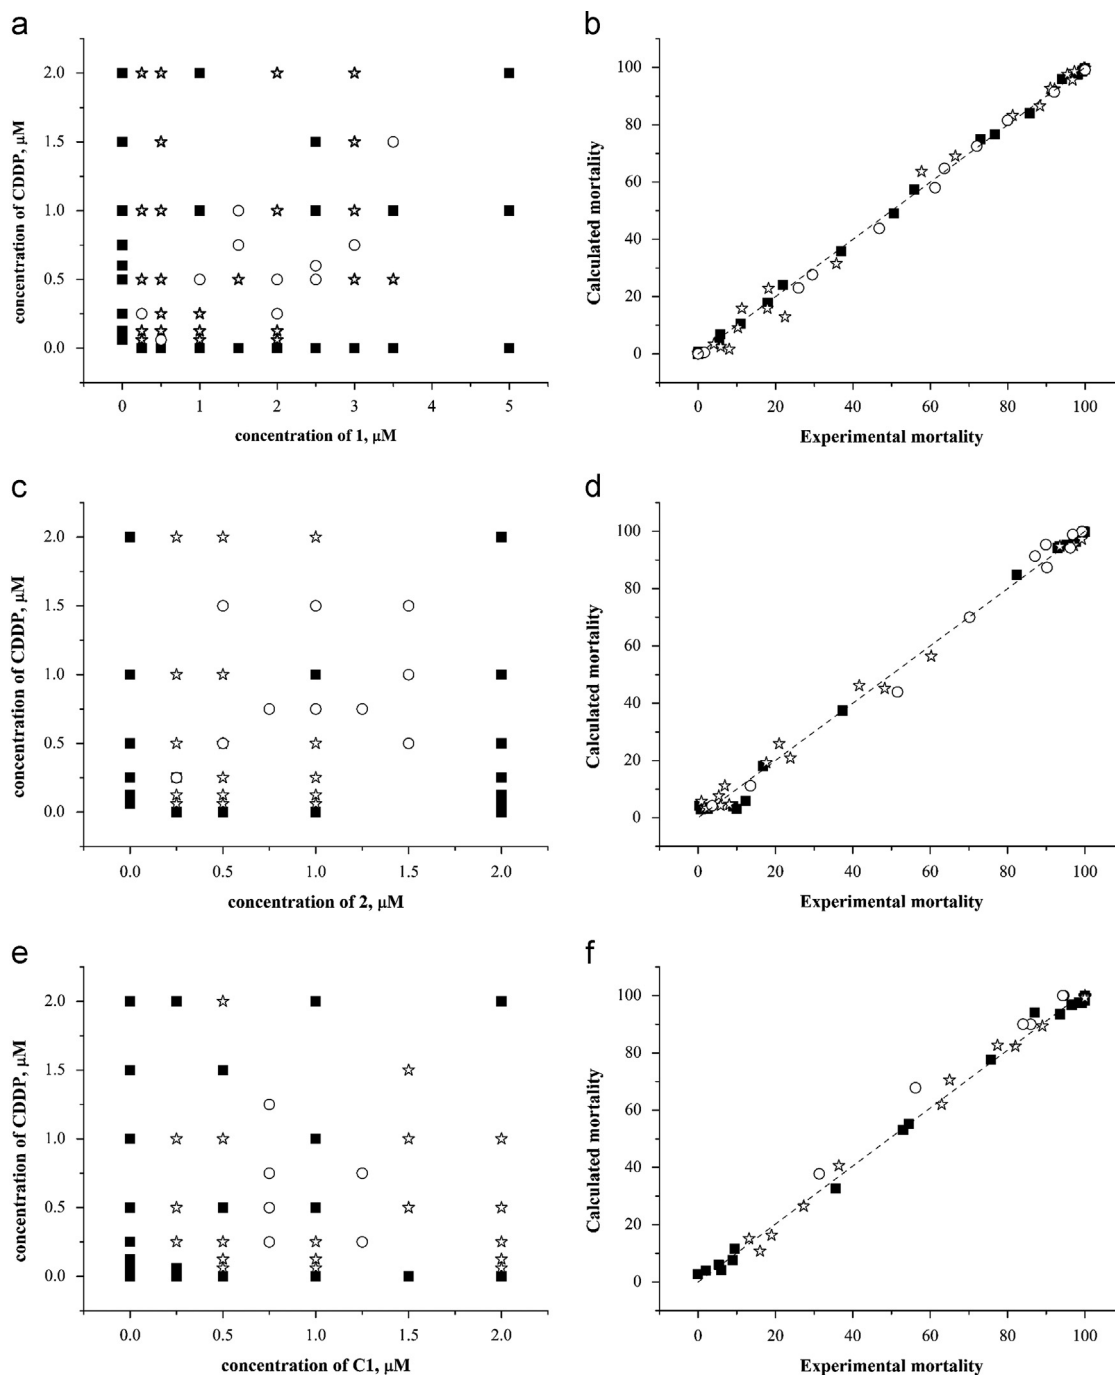 a
b
2.0
1.5
1.0
0.5
0.0
concentration of CDDP, μM
0 1 2 3 4 5
concentration of 1, μM
100
80
60
40
20
0
Calculated mortality
0 20 40 60 80 100
Experimental mortality
c
d
2.0
1.5
1.0
0.5
0.0
concentration of CDDP, μM
0.0 0.5 1.0 1.5 2.0
concentration of 2, μM
100
80
60
40
20
0
Calculated mortality
0 20 40 60 80 100
Experimental mortality
e
f
2.0
1.5
1.0
0.5
0.0
concentration of CDDP, μM
0.0 0.5 1.0 1.5 2.0
concentration of C1, μM
100
80
60
40
20
0
Calculated mortality
0 20 40 60 80 100
Experimental mortality